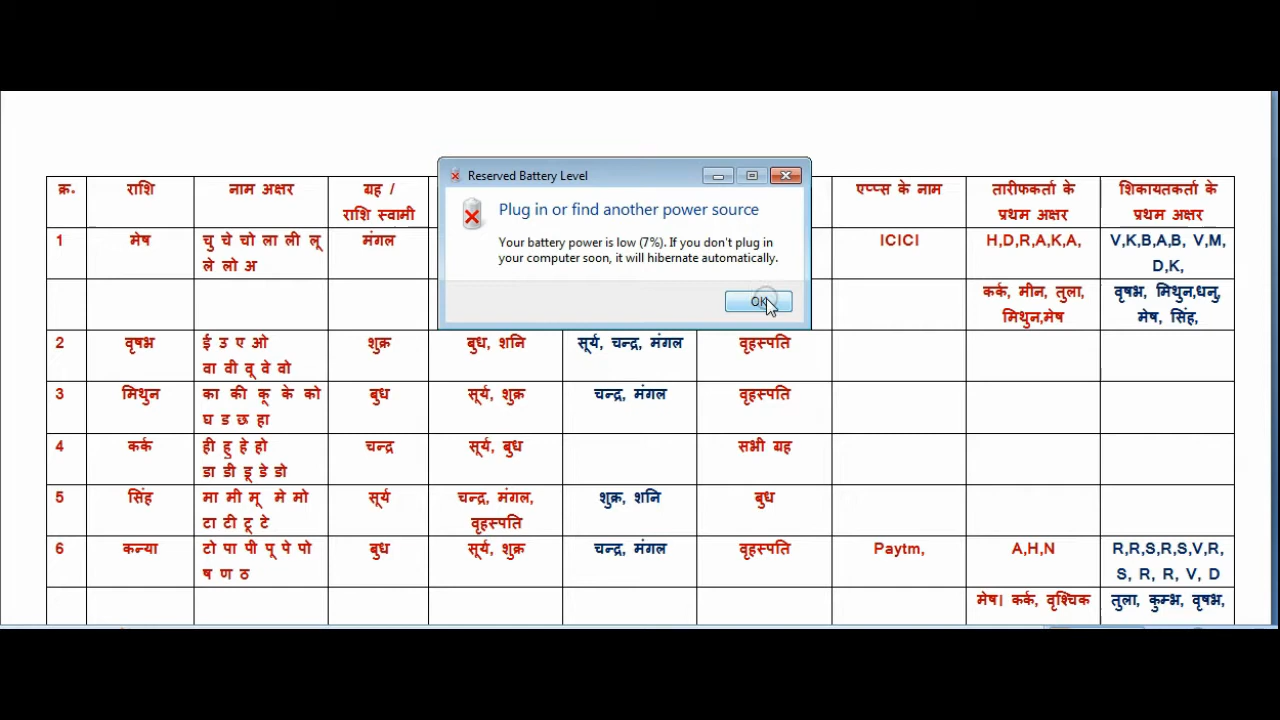 Reserved Battery Level
Plug in or find another power source
Your battery power is low (7%). If you don't plug in
your computer soon, it will hibernate automatically.
OK
क्र. राशि नाम अक्षर ग्रह / एप्प्स के नाम तारीफकर्ता के शिकायतकर्ता के
राशि स्वामी प्रथम अक्षर प्रथम अक्षर
1 मेष चु चे चो ला ली लू मंगल ICICI H,D,R,A,K,A, V,K,B,A,B, V,M,
ले लो अ D,K,
कर्क, मीन, तुला, वृषभ, मिथुन,धनु,
मिथुन,मेष मेष, सिंह,
2 वृषभ ई उ ए ओ शुक्र बुध, शनि सूर्य, चन्द्र, मंगल वृहस्पति
वा वी वू वे वो
3 मिथुन का की कू के को बुध सूर्य, शुक्र चन्द्र, मंगल वृहस्पति
घ ड छ हा
4 कर्क ही हु हे हो चन्द्र सूर्य, बुध सभी ग्रह
डा डी डू डे डो
5 सिंह मा मी मू मे मो सूर्य चन्द्र, मंगल, शुक्र, शनि बुध
टा टी टू टे वृहस्पति
6 कन्या टो पा पी पू पे पो बुध सूर्य, शुक्र चन्द्र, मंगल वृहस्पति Paytm, A,H,N R,R,S,R,S,V,R,
ष ण ठ S, R, R, V, D
मेष। कर्क, वृश्चिक तुला, कुम्भ, वृषभ,